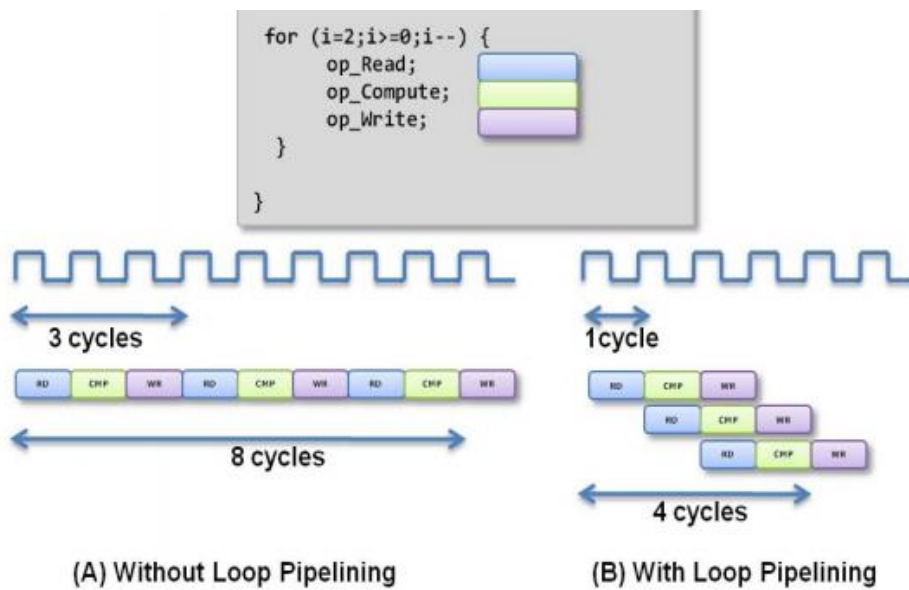 for (i=2;i>=0;i--) {
op_Read;
op_Compute;
op_Write;
}
}
3 cycles
1cycle
RD CMP WR RD CMP WR RD CMP WR
RD CMP WR
RD CMP WR
RD CMP WR
8 cycles
4 cycles
(A) Without Loop Pipelining
(B) With Loop Pipelining